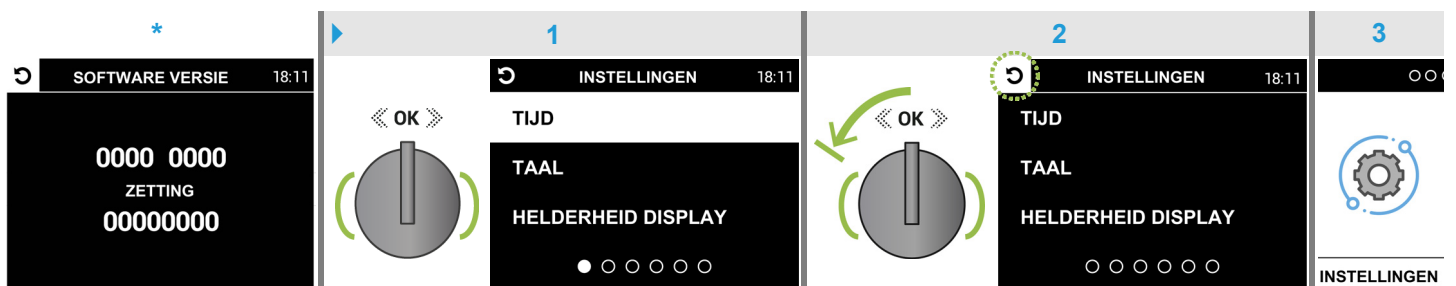 *
SOFTWARE VERSIE 18:11
0000 0000
ZETTING
00000000
1
OK
INSTELLINGEN 18:11
TIJD
TAAL
HELDERHEID DISPLAY
2
OK
INSTELLINGEN 18:11
TIJD
TAAL
HELDERHEID DISPLAY
3
INSTELLINGEN